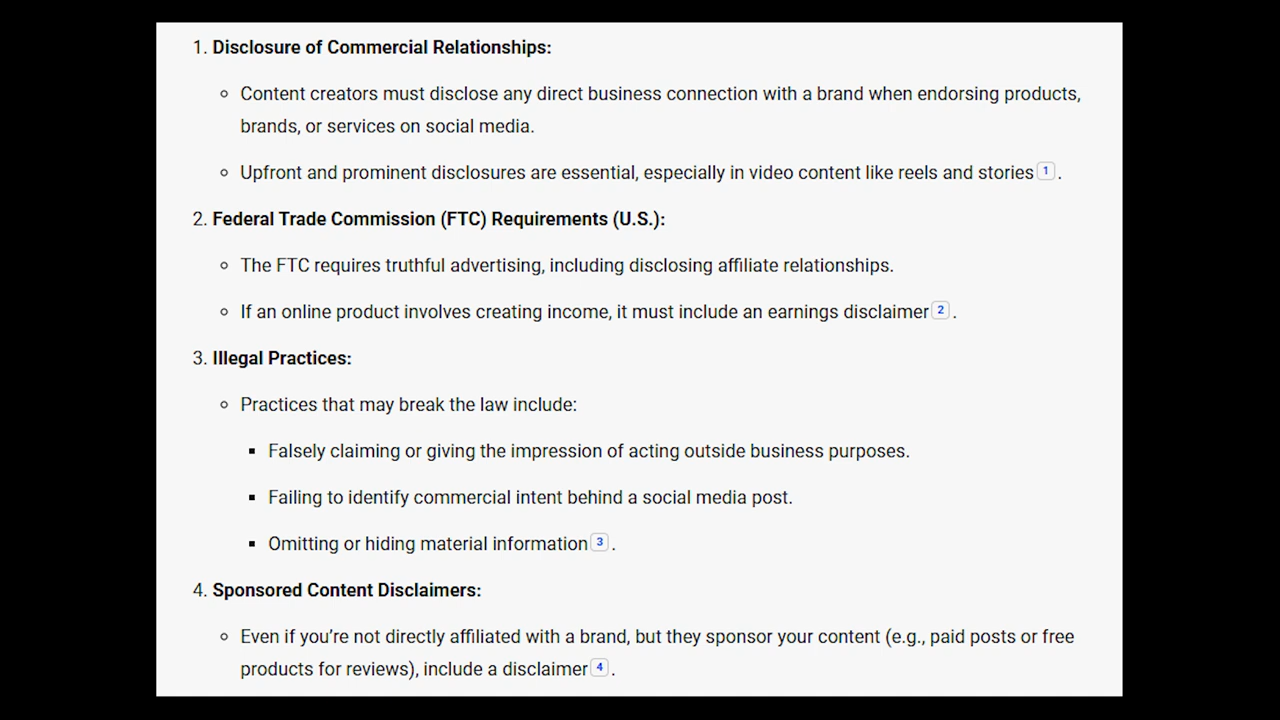 1. Disclosure of Commercial Relationships:
○ Content creators must disclose any direct business connection with a brand when endorsing products,
brands, or services on social media.
○ Upfront and prominent disclosures are essential, especially in video content like reels and stories 1 .
2. Federal Trade Commission (FTC) Requirements (U.S.):
○ The FTC requires truthful advertising, including disclosing affiliate relationships.
○ If an online product involves creating income, it must include an earnings disclaimer 2 .
3. Illegal Practices:
○ Practices that may break the law include:
▪ Falsely claiming or giving the impression of acting outside business purposes.
▪ Failing to identify commercial intent behind a social media post.
▪ Omitting or hiding material information 3 .
4. Sponsored Content Disclaimers:
○ Even if you’re not directly affiliated with a brand, but they sponsor your content (e.g., paid posts or free
products for reviews), include a disclaimer 4 .